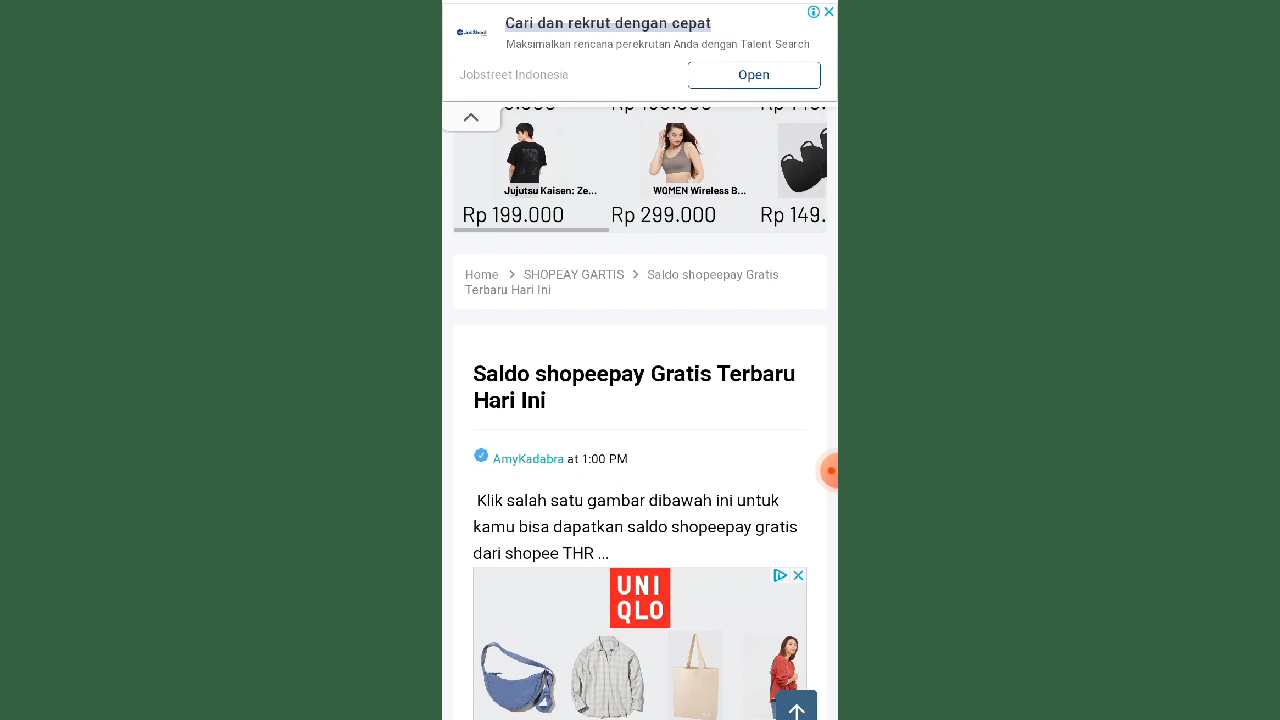 Cari dan rekrut dengan cepat
Maksimalkan rencana perekrutan Anda dengan Talent Search
Jobstreet Indonesia
Open
Jujutsu Kaisen: Ze...
WOMEN Wireless B...
Rp 199.000
Rp 299.000
Rp 149.
Home > SHOPEAY GARTIS > Saldo shopeepay Gratis
Terbaru Hari Ini
Saldo shopeepay Gratis Terbaru
Hari Ini
AmyKadabra at 1:00 PM
Klik salah satu gambar dibawah ini untuk
kamu bisa dapatkan saldo shopeepay gratis
dari shopee THR ...
UNI
QLO